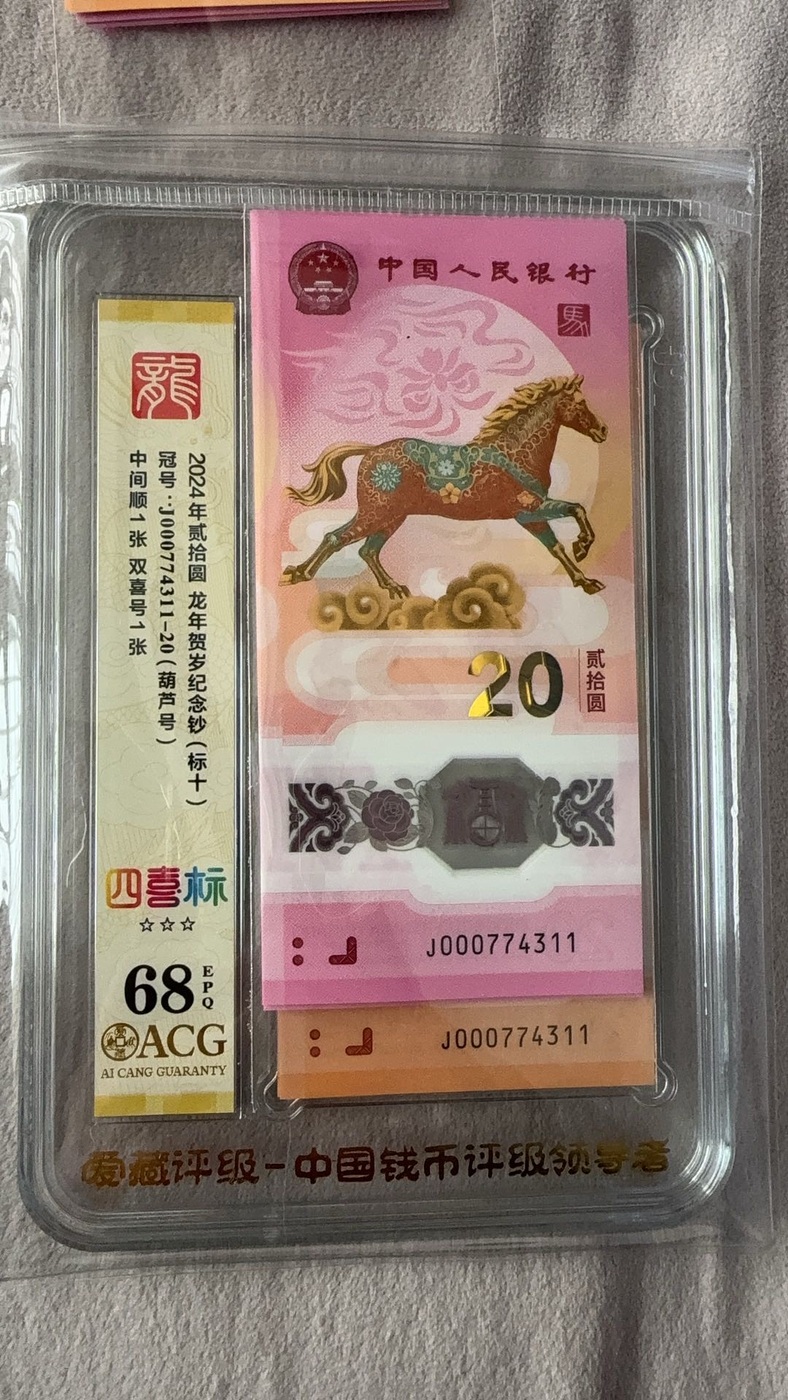 龍
2024年贰拾圆 龙年贺岁纪念钞（标十）
冠号：J000774311-20（葫芦号）
中间顺1张 双喜号1张
四喜标
☆☆☆
68 EPQ
ACG
AI CANG GUARANTY
中国人民银行
馬
20 贰拾圆
J000774311
J000774311
爱藏评级-中国钱币评级领导者